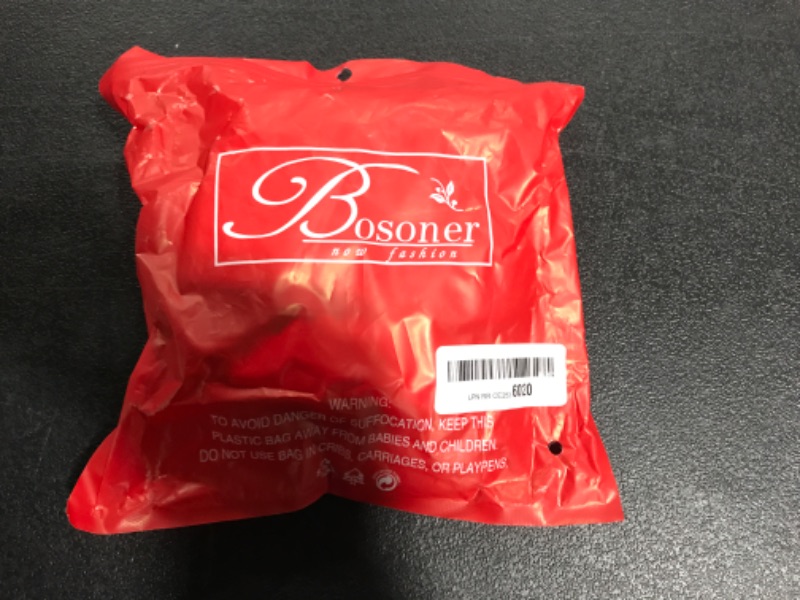 Bosoner
now fashion
6020
WARNING:
TO AVOID DANGER OF SUFFOCATION, KEEP THIS
PLASTIC BAG AWAY FROM BABIES AND CHILDREN.
DO NOT USE BAG IN CRIBS, CARRIAGES, OR PLAYPENS.